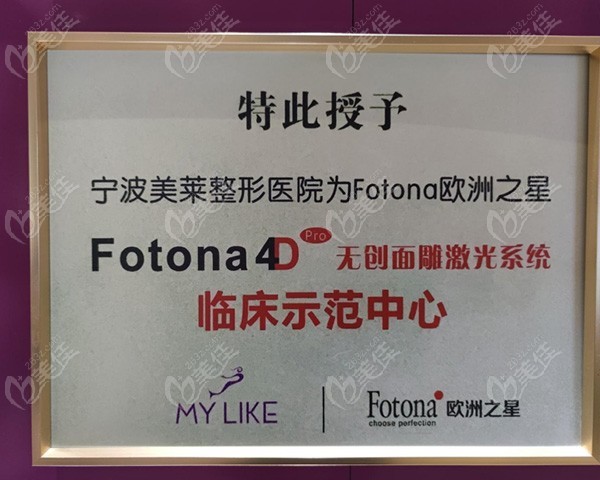 特此授予
宁波美莱整形医院为Fotona欧洲之星
Fotona4D Pro 无创面雕激光系统
临床示范中心
MY LIKE
Fotona 欧洲之星
choose perfection